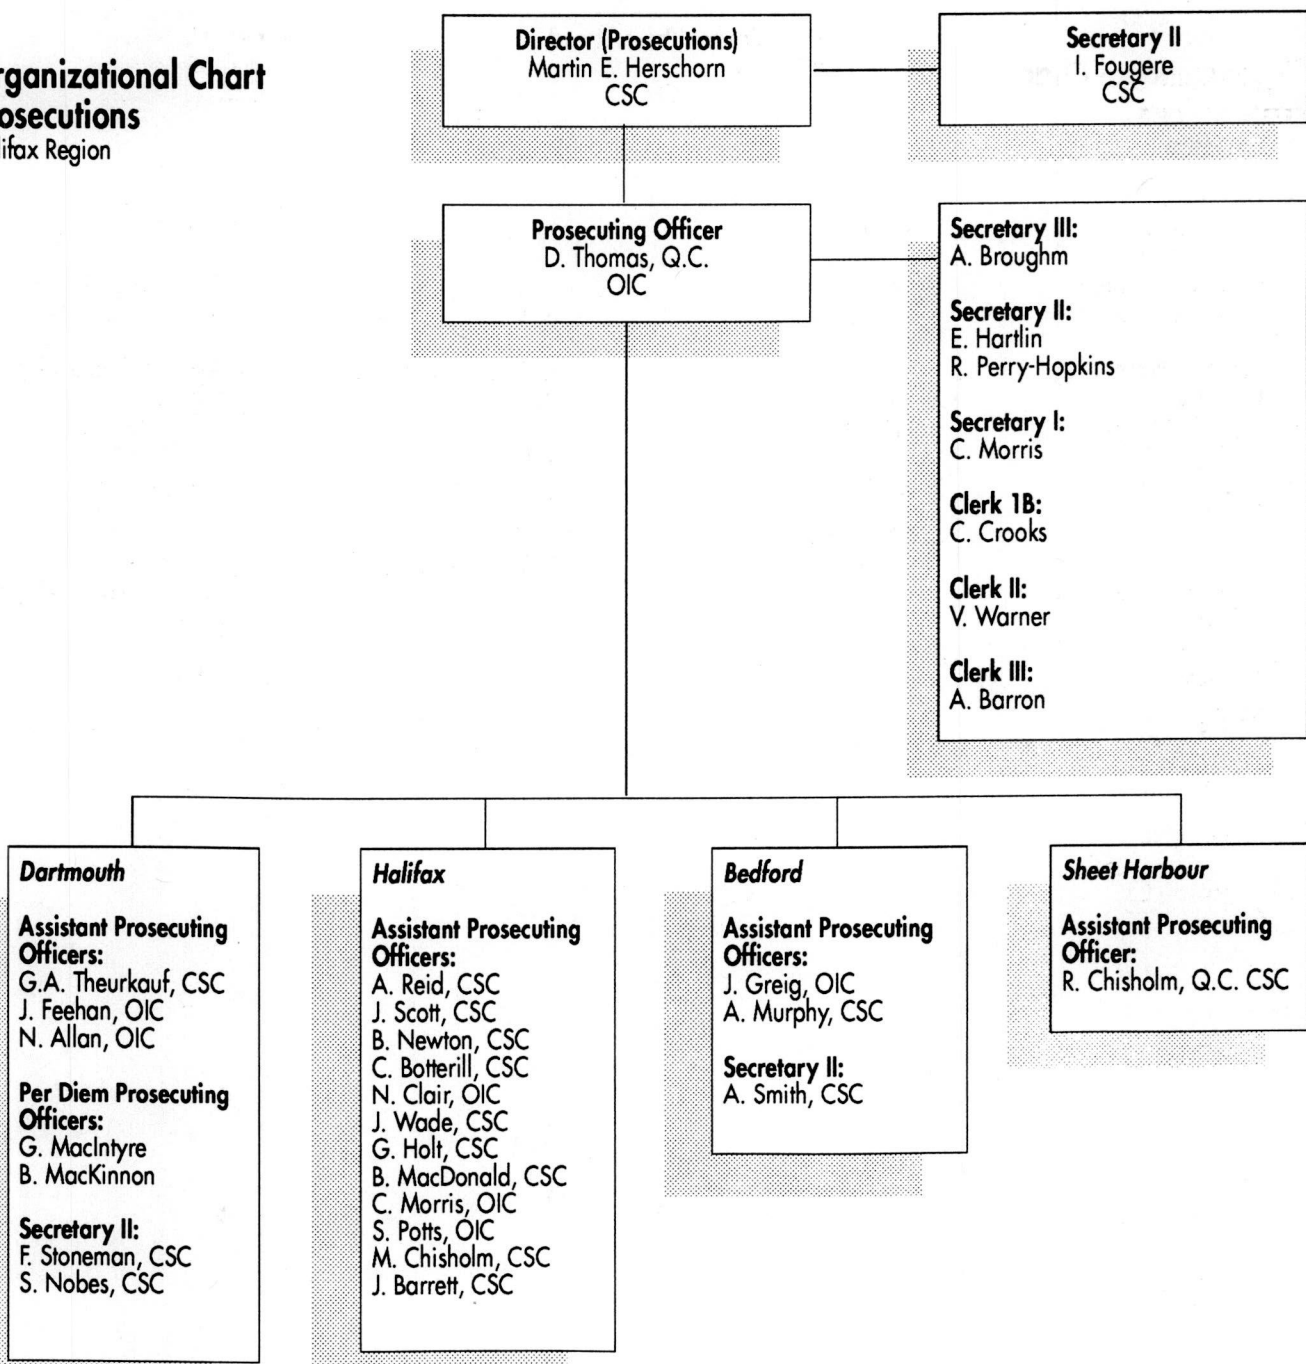 rganizational Chart
osecutions
lifax Region
Director (Prosecutions)
Martin E. Herschorn
CSC
Secretary II
I. Fougere
CSC
Prosecuting Officer
D. Thomas, Q.C.
OIC
Secretary III:
A. Broughm
Secretary II:
E. Hartlin
R. Perry-Hopkins
Secretary I:
C. Morris
Clerk 1B:
C. Crooks
Clerk II:
V. Warner
Clerk III:
A. Barron
Dartmouth
Assistant Prosecuting
Officers:
G.A. Theurkauf, CSC
J. Feehan, OIC
N. Allan, OIC
Per Diem Prosecuting
Officers:
G. MacIntyre
B. MacKinnon
Secretary II:
F. Stoneman, CSC
S. Nobes, CSC
Halifax
Assistant Prosecuting
Officers:
A. Reid, CSC
J. Scott, CSC
B. Newton, CSC
C. Botterill, CSC
N. Clair, OIC
J. Wade, CSC
G. Holt, CSC
B. MacDonald, CSC
C. Morris, OIC
S. Potts, OIC
M. Chisholm, CSC
J. Barrett, CSC
Bedford
Assistant Prosecuting
Officers:
J. Greig, OIC
A. Murphy, CSC
Secretary II:
A. Smith, CSC
Sheet Harbour
Assistant Prosecuting
Officer:
R. Chisholm, Q.C. CSC